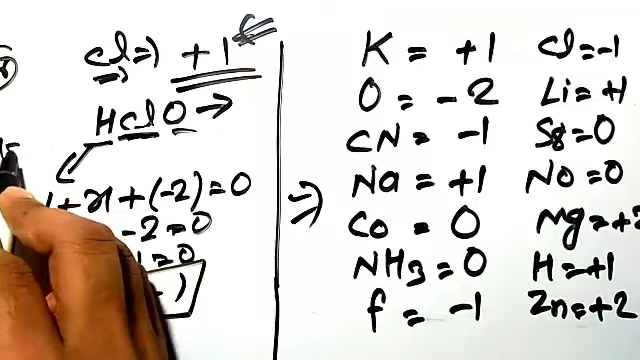 Cl => +1
HClO →
+ x + (-2) = 0
- 2 = 0
= 0
=> K = +1
O = -2
CN = -1
Na = +1
Co = 0
NH3 = 0
f = -1
Cl = -1
Li = +1
S8 = 0
No = 0
Mg = +2
H = +1
Zn = +2